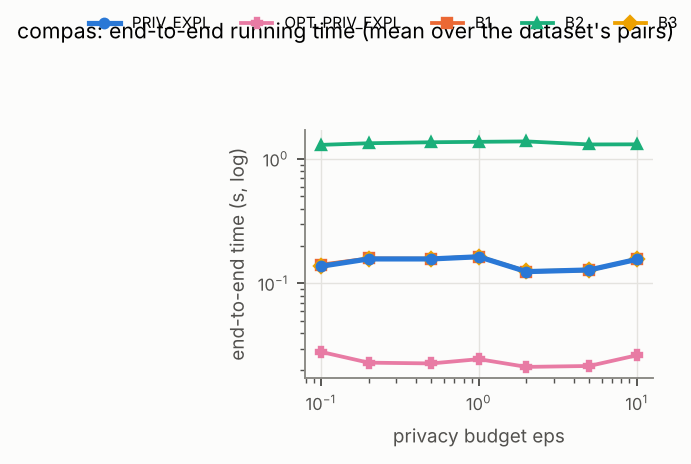 PRIV_EXPL OPT_PRIV_EXPL B1 B2 B3
compas: end-to-end running time (mean over the dataset's pairs)
end-to-end time (s, log)
10⁰
10⁻¹
10⁻¹ 10⁰ 10¹
privacy budget eps